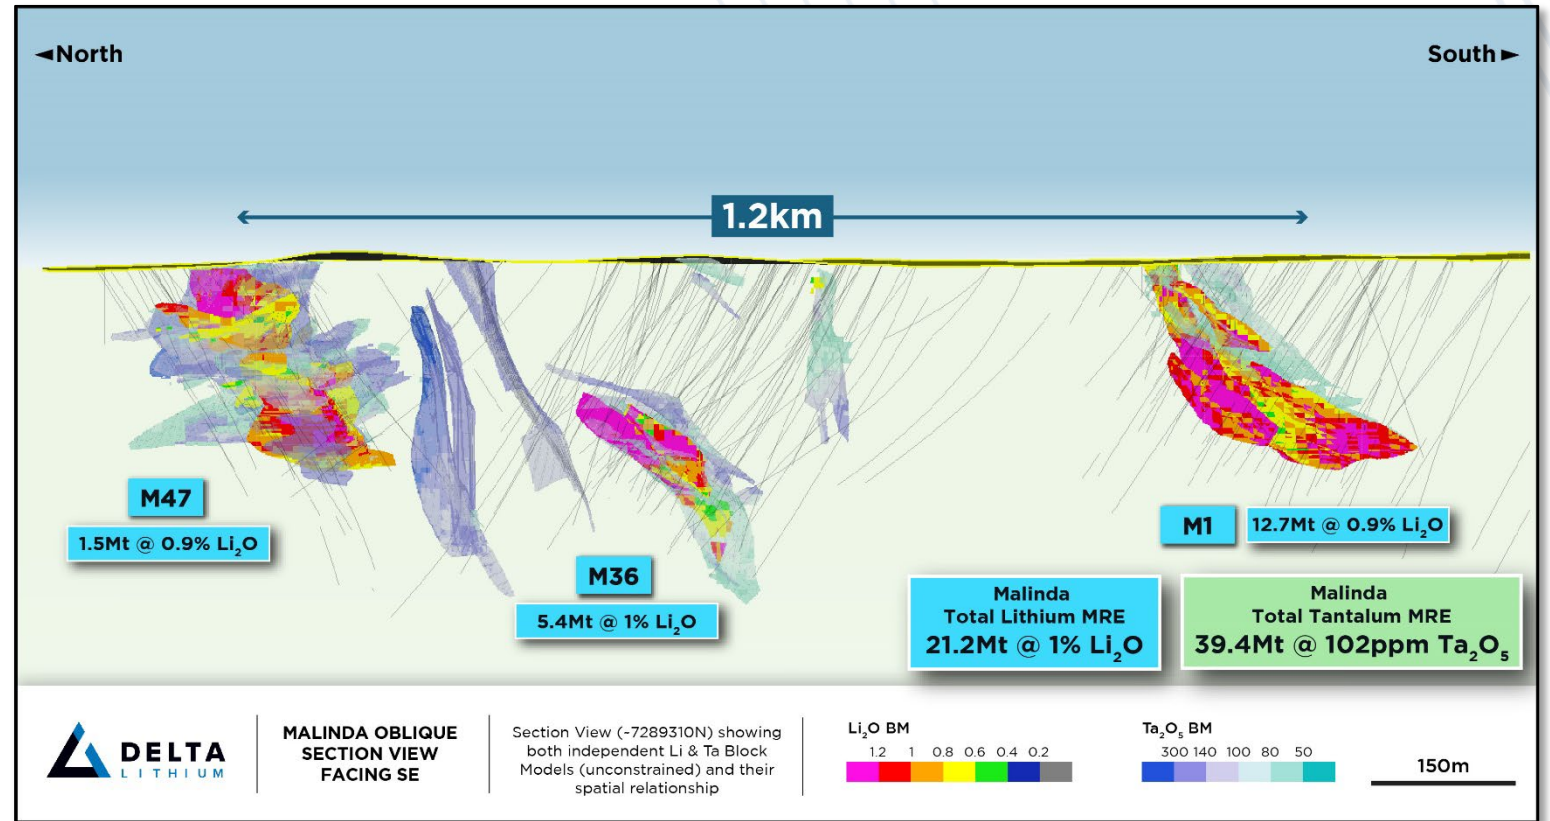 ◄North
South►
1.2km
M47
1.5Mt @ 0.9% Li₂O
M36
5.4Mt @ 1% Li₂O
M1
12.7Mt @ 0.9% Li₂O
Malinda
Total Lithium MRE
21.2Mt @ 1% Li₂O
Malinda
Total Tantalum MRE
39.4Mt @ 102ppm Ta₂O₅
DELTA
LITHIUM
MALINDA OBLIQUE
SECTION VIEW
FACING SE
Section View (~7289310N) showing
both independent Li & Ta Block
Models (unconstrained) and their
spatial relationship
Li₂O BM
1.2 1 0.8 0.6 0.4 0.2
Ta₂O₅ BM
300 140 100 80 50
150m